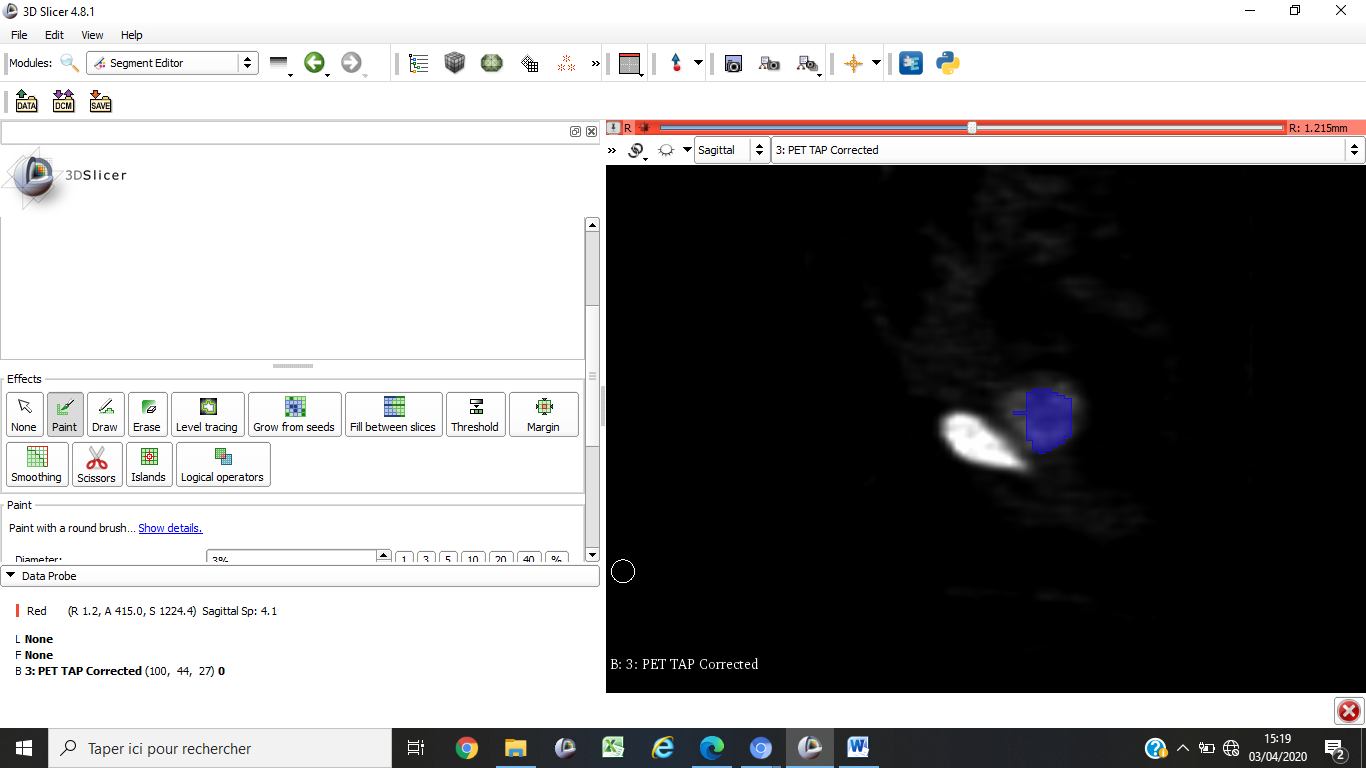 3D Slicer 4.8.1
File Edit View Help
Modules: Segment Editor »
DATA DCM SAVE
R R: 1.215mm
» Sagittal 3: PET TAP Corrected
3DSlicer
Effects
None Paint Draw Erase Level tracing Grow from seeds Fill between slices Threshold Margin
Smoothing Scissors Islands Logical operators
Paint
Paint with a round brush... Show details.
Diameter: 3% 1 3 5 10 20 40 %
Data Probe
Red (R 1.2, A 415.0, S 1224.4) Sagittal Sp: 4.1
L None
F None
B 3: PET TAP Corrected (100, 44, 27) 0
B: 3: PET TAP Corrected
Taper ici pour rechercher
15:19
03/04/2020
2